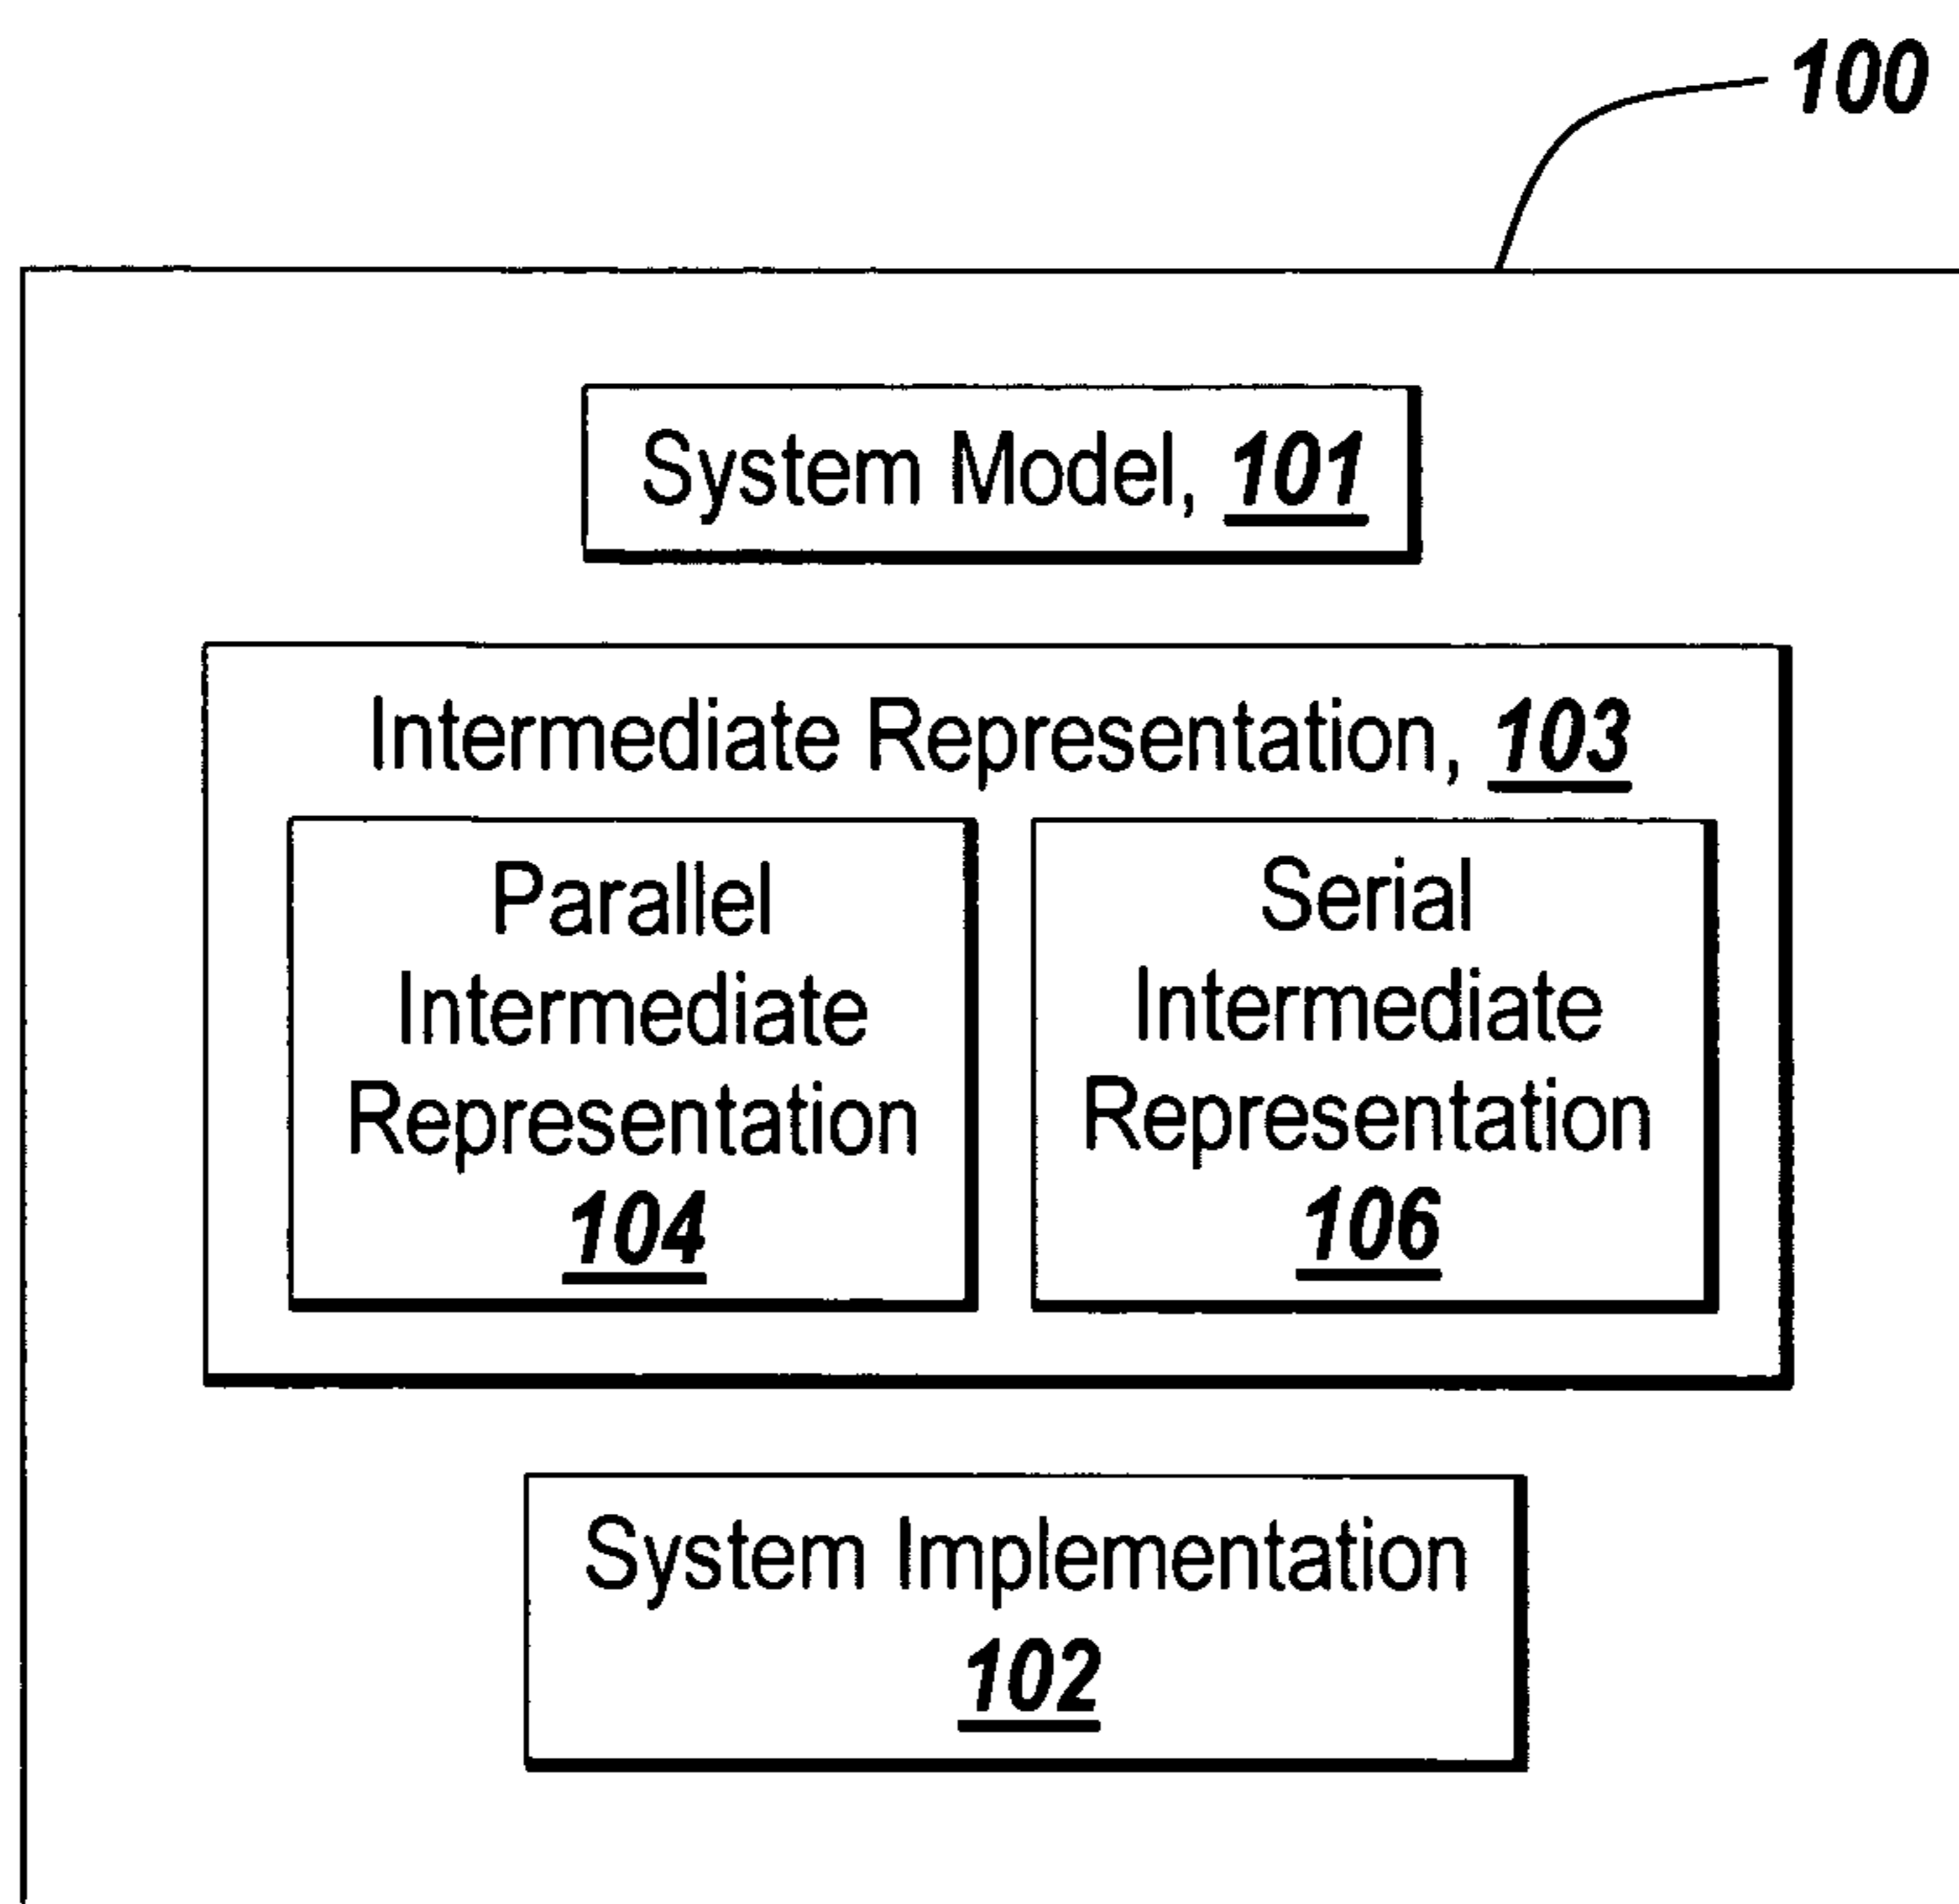 100
System Model, 101
Intermediate Representation, 103
Parallel
Intermediate
Representation
104
Serial
Intermediate
Representation
106
System Implementation
102